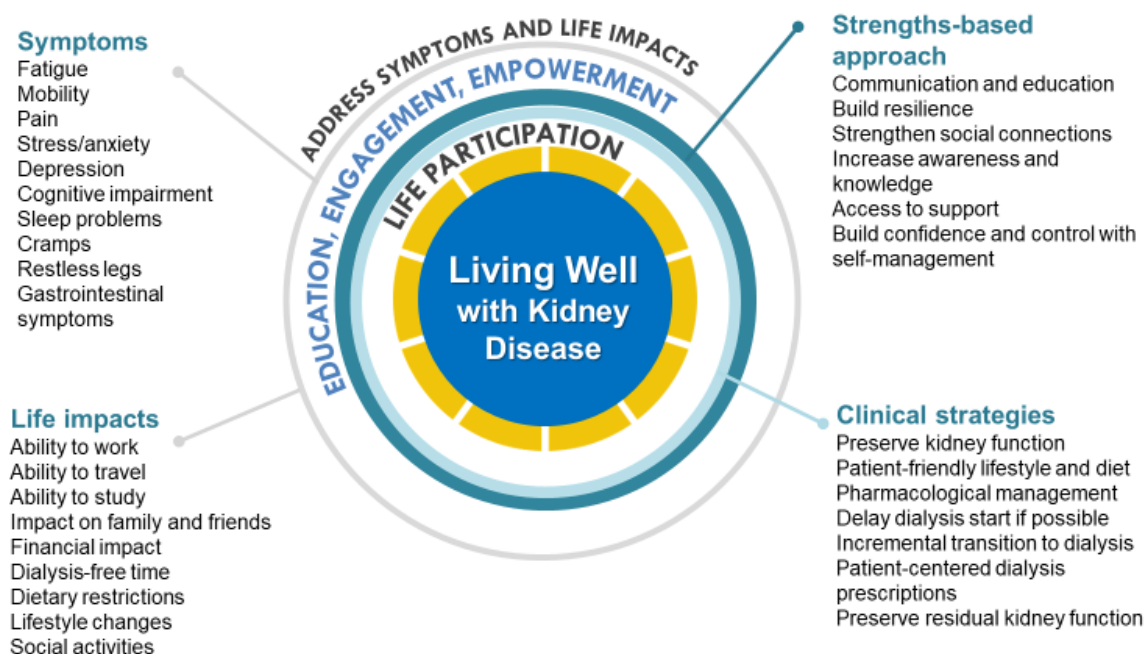 Symptoms
Fatigue
Mobility
Pain
Stress/anxiety
Depression
Cognitive impairment
Sleep problems
Cramps
Restless legs
Gastrointestinal
symptoms
Life impacts
Ability to work
Ability to travel
Ability to study
Impact on family and friends
Financial impact
Dialysis-free time
Dietary restrictions
Lifestyle changes
Social activities
ADDRESS SYMPTOMS AND LIFE IMPACTS
EDUCATION, ENGAGEMENT, EMPOWERMENT
LIFE PARTICIPATION
Living Well
with Kidney
Disease
Strengths-based
approach
Communication and education
Build resilience
Strengthen social connections
Increase awareness and
knowledge
Access to support
Build confidence and control with
self-management
Clinical strategies
Preserve kidney function
Patient-friendly lifestyle and diet
Pharmacological management
Delay dialysis start if possible
Incremental transition to dialysis
Patient-centered dialysis
prescriptions
Preserve residual kidney function